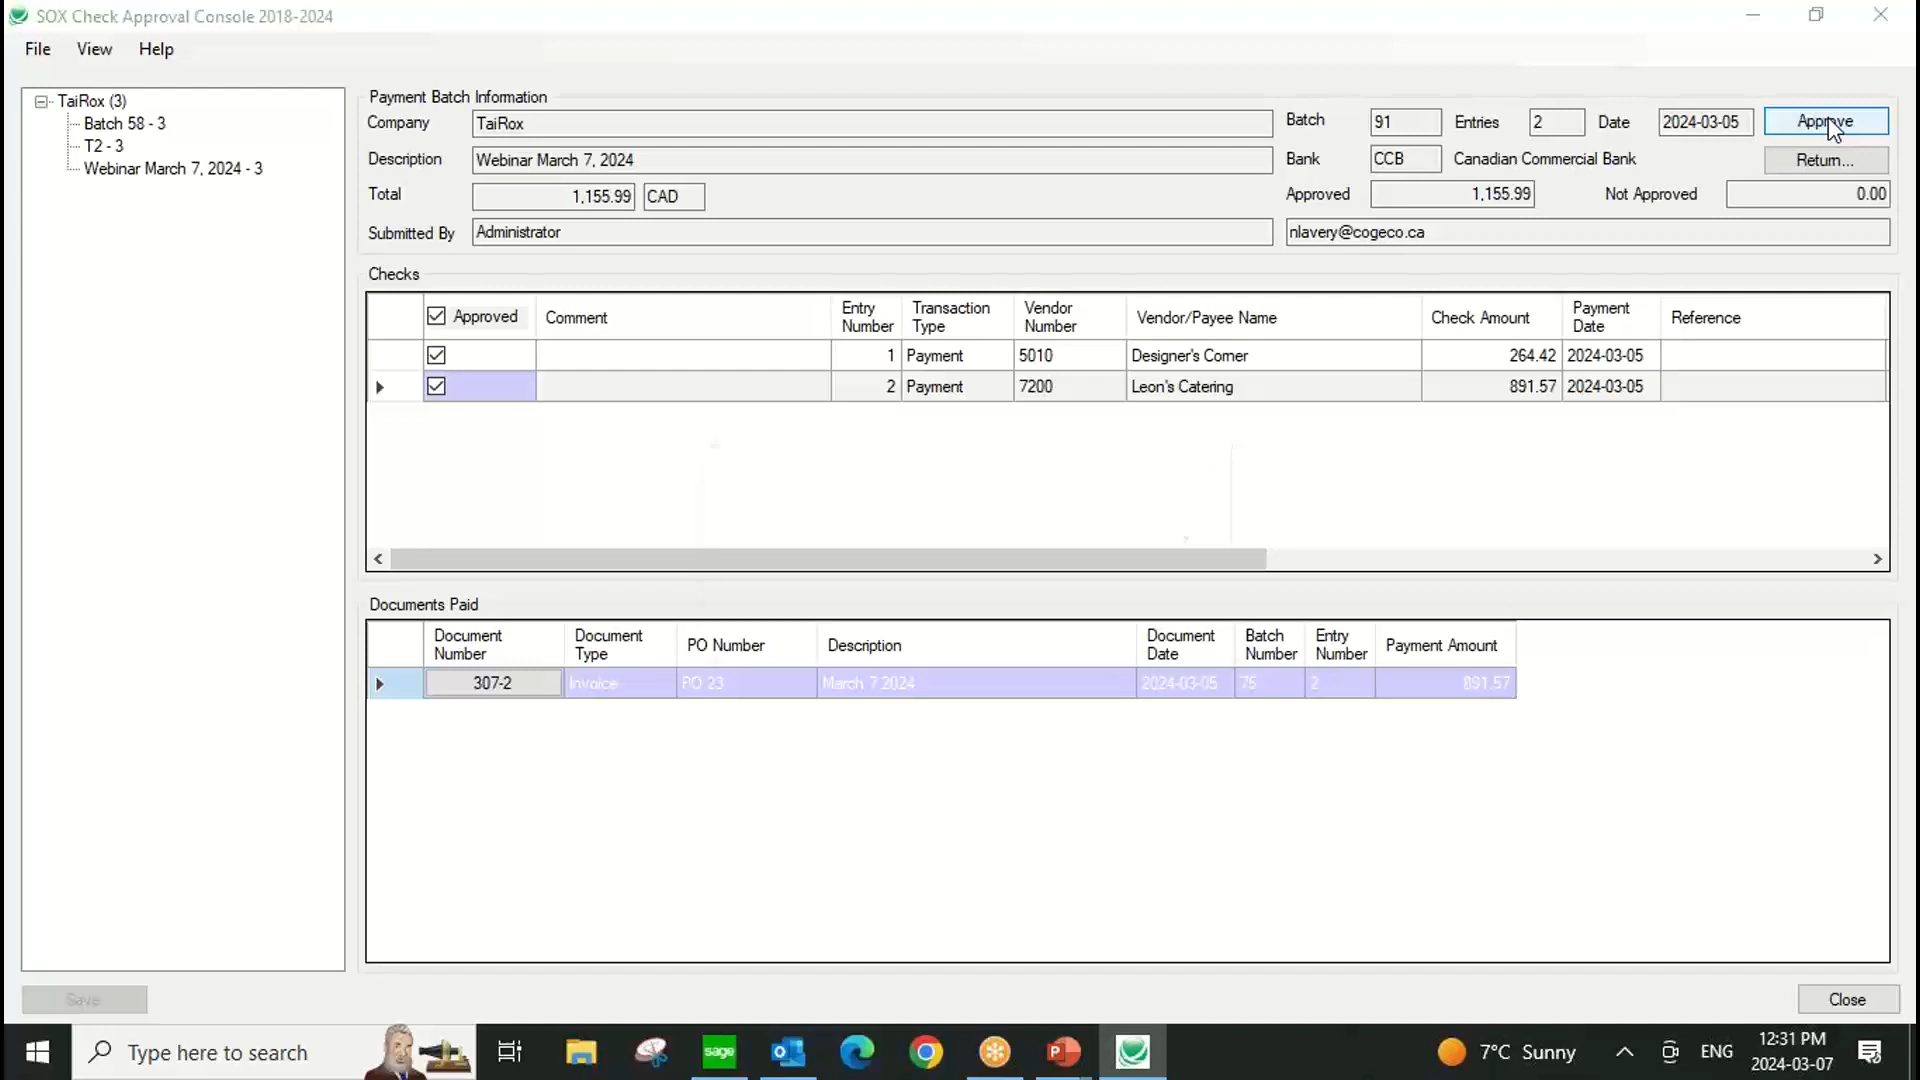 SOX Check Approval Console 2018-2024
File View Help
TaiRox (3)
Batch 58 - 3
T2 - 3
Webinar March 7, 2024 - 3
Payment Batch Information
Company TaiRox Batch 91 Entries 2 Date 2024-03-05 Approve
Description Webinar March 7, 2024 Bank CCB Canadian Commercial Bank Return...
Total 1,155.99 CAD Approved 1,155.99 Not Approved 0.00
Submitted By Administrator nlavery@cogeco.ca
Checks
Approved Comment Entry Number Transaction Type Vendor Number Vendor/Payee Name Check Amount Payment Date Reference
1 Payment 5010 Designer's Corner 264.42 2024-03-05
2 Payment 7200 Leon's Catering 891.57 2024-03-05
Documents Paid
Document Number Document Type PO Number Description Document Date Batch Number Entry Number Payment Amount
307-2 Invoice PO 23 March 7 2024 2024-03-05 75 2 891.57
Save Close
Type here to search sage 7°C Sunny ENG 12:31 PM
2024-03-07